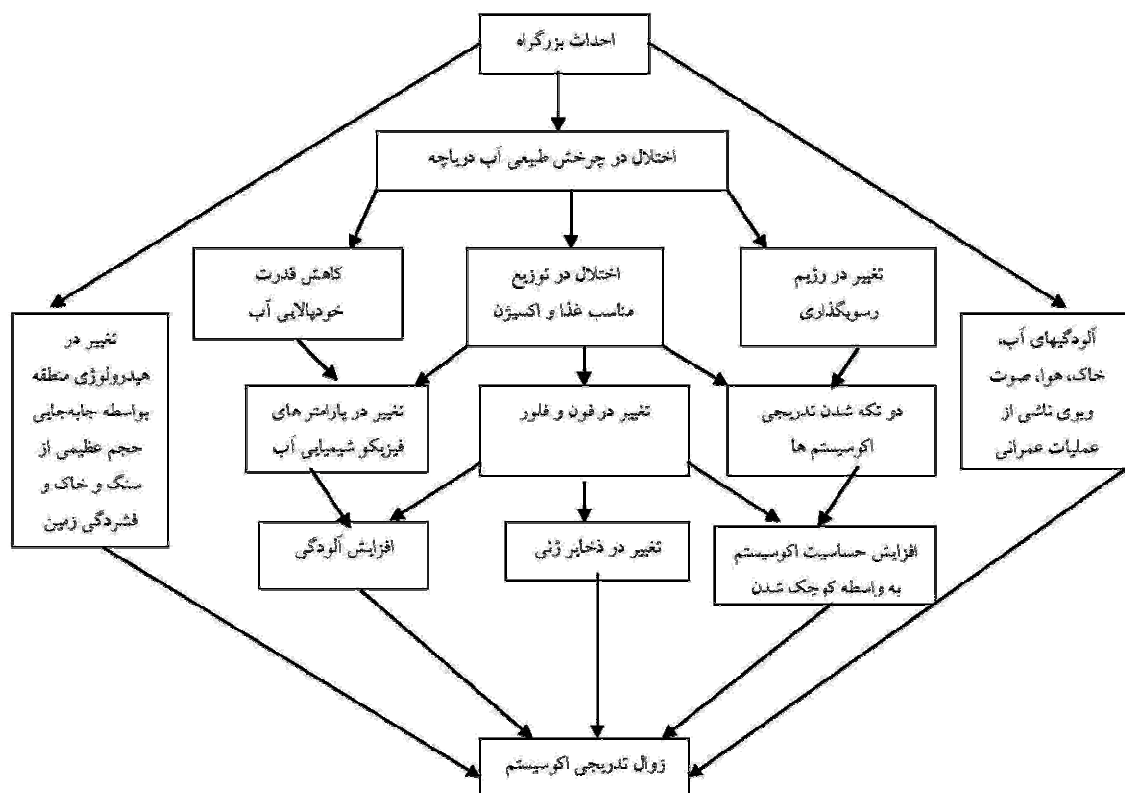 احداث بزرگراه
اختلال در چرخش طبیعی آب دریاچه
تغییر در رژیم
رسوبگذاری
اختلال در توزیع
مناسب غذا و اکسیژن
کاهش قدرت
خودپالایی آب
آلودگیهای آب،
خاک، هوا، صوت
وبوی ناشی از
عملیات عمرانی
تغییر در
هیدرولوژی منطقه
بواسطه جابه‌جایی
حجم عظیمی از
سنگ و خاک و
فشردگی زمین
دو تکه شدن تدریجی
اکوسیستم ها
تغییر در فون و فلور
تغییر در پارامتر های
فیزیکو شیمیایی آب
افزایش حساسیت اکوسیستم
به واسطه کوچک شدن
تغییر در ذخایر ژنی
افزایش آلودگی
زوال تدریجی اکوسیستم